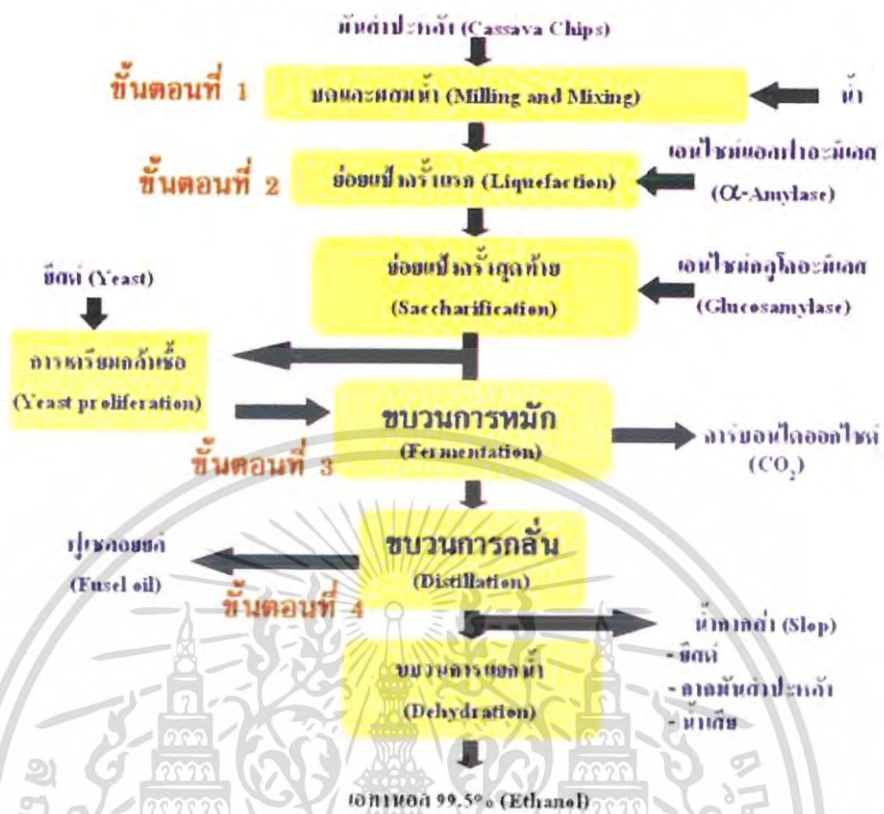 มันสำปะหลัง (Cassava Chips)
ขั้นตอนที่ 1
บดและผสมน้ำ (Milling and Mixing)
น้ำ
ขั้นตอนที่ 2
ย่อยแป้งครั้งแรก (Liquefaction)
เอนไซม์แอลฟาอะมิเลส
(α-Amylase)
ย่อยแป้งครั้งสุดท้าย
(Saccharification)
เอนไซม์กลูโคอะมิเลส
(Glucosamylase)
ยีสต์ (Yeast)
การเตรียมกล้าเชื้อ
(Yeast proliferation)
ขบวนการหมัก
(Fermentation)
ขั้นตอนที่ 3
คาร์บอนไดออกไซด์
(CO₂)
ขบวนการกลั่น
(Distillation)
ฟูเซลออยล์
(Fusel oil)
ขั้นตอนที่ 4
น้ำกากส่า (Slop)
- ยีสต์
- กากมันสำปะหลัง
- น้ำเสีย
ขบวนการแยกน้ำ
(Dehydration)
เอทานอล 99.5% (Ethanol)